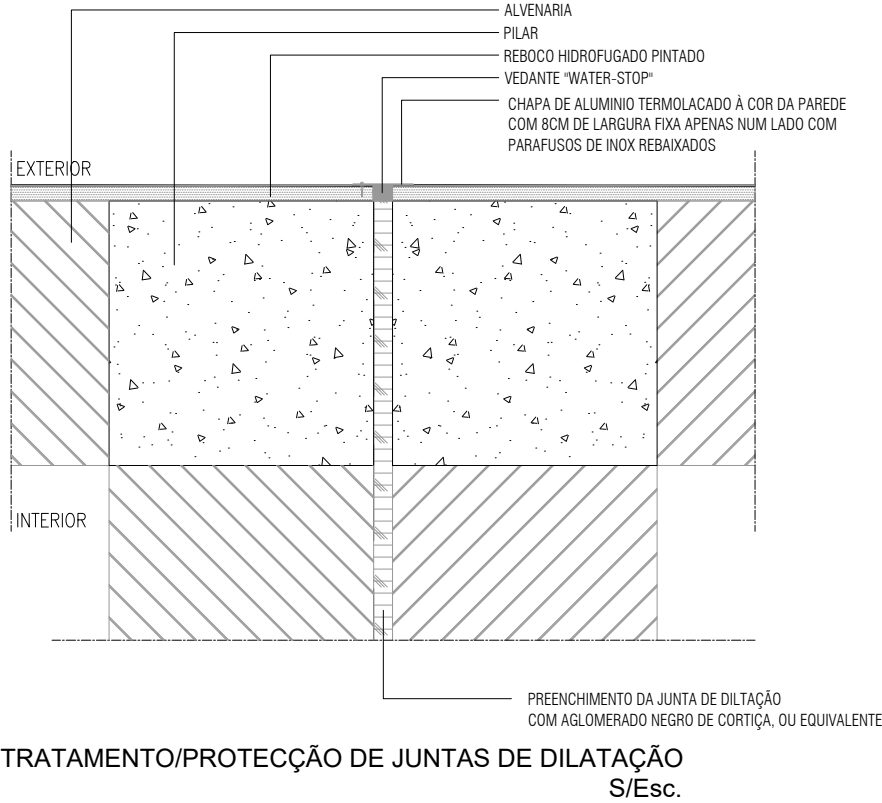 ALVENARIA
PILAR
REBOCO HIDROFUGADO PINTADO
VEDANTE "WATER-STOP"
CHAPA DE ALUMINIO TERMOLACADO À COR DA PAREDE
COM 8CM DE LARGURA FIXA APENAS NUM LADO COM
PARAFUSOS DE INOX REBAIXADOS
EXTERIOR
INTERIOR
PREENCHIMENTO DA JUNTA DE DILTAÇÃO
COM AGLOMERADO NEGRO DE CORTIÇA, OU EQUIVALENTE
TRATAMENTO/PROTECÇÃO DE JUNTAS DE DILATAÇÃO
S/Esc.